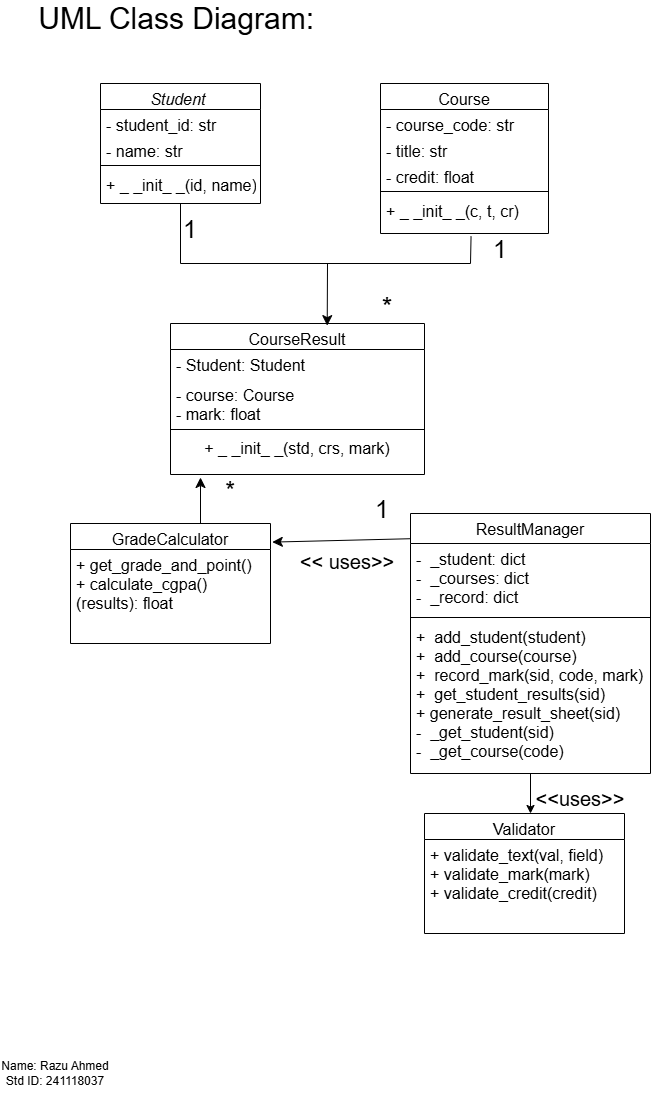 UML Class Diagram:
Student
- student_id: str
- name: str
+ _ _init_ _(id, name)
1
Course
- course_code: str
- title: str
- credit: float
+ _ _init_ _(c, t, cr)
1
*
CourseResult
- Student: Student
- course: Course
- mark: float
+ _ _init_ _(std, crs, mark)
*
GradeCalculator
+ get_grade_and_point()
+ calculate_cgpa()
(results): float
1
<< uses>>
ResultManager
- _student: dict
- _courses: dict
- _record: dict
+ add_student(student)
+ add_course(course)
+ record_mark(sid, code, mark)
+ get_student_results(sid)
+ generate_result_sheet(sid)
- _get_student(sid)
- _get_course(code)
<<uses>>
Validator
+ validate_text(val, field)
+ validate_mark(mark)
+ validate_credit(credit)
Name: Razu Ahmed
Std ID: 241118037